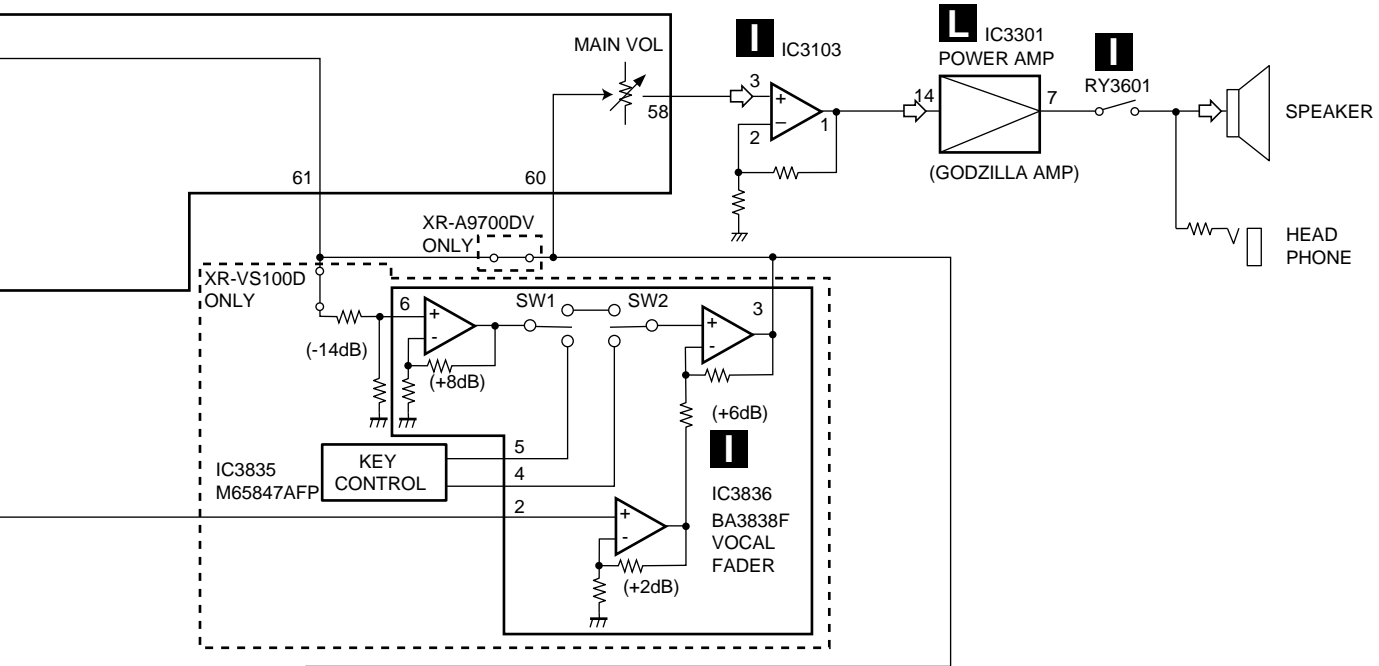 MAIN VOL
58
61
60
I IC3103
3
+
−
2
1
L IC3301
POWER AMP
14
7
(GODZILLA AMP)
I
RY3601
SPEAKER
HEAD
PHONE
XR-A9700DV
ONLY
XR-VS100D
ONLY
(-14dB)
6
+
-
(+8dB)
SW1
SW2
+
-
3
(+6dB)
I
IC3836
BA3838F
VOCAL
FADER
IC3835
M65847AFP
KEY
CONTROL
5
4
2
+
-
(+2dB)